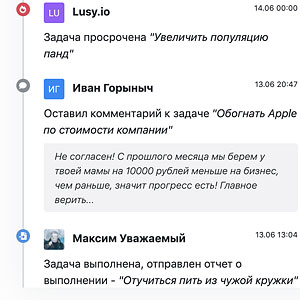 LU Lusy.io 14.06 00:00
Задача просрочена "Увеличить популяцию
панд"
ИГ Иван Горыныч 13.06 20:47
Оставил комментарий к задаче "Обогнать Apple
по стоимости компании"
Не согласен! С прошлого месяца мы берем у
твоей мамы на 10000 рублей меньше на бизнес,
чем раньше, значит прогресс есть! Главное
верить...
Максим Уважаемый 13.06 13:04
Задача выполнена, отправлен отчет о
выполнении - "Отучиться пить из чужой кружки"